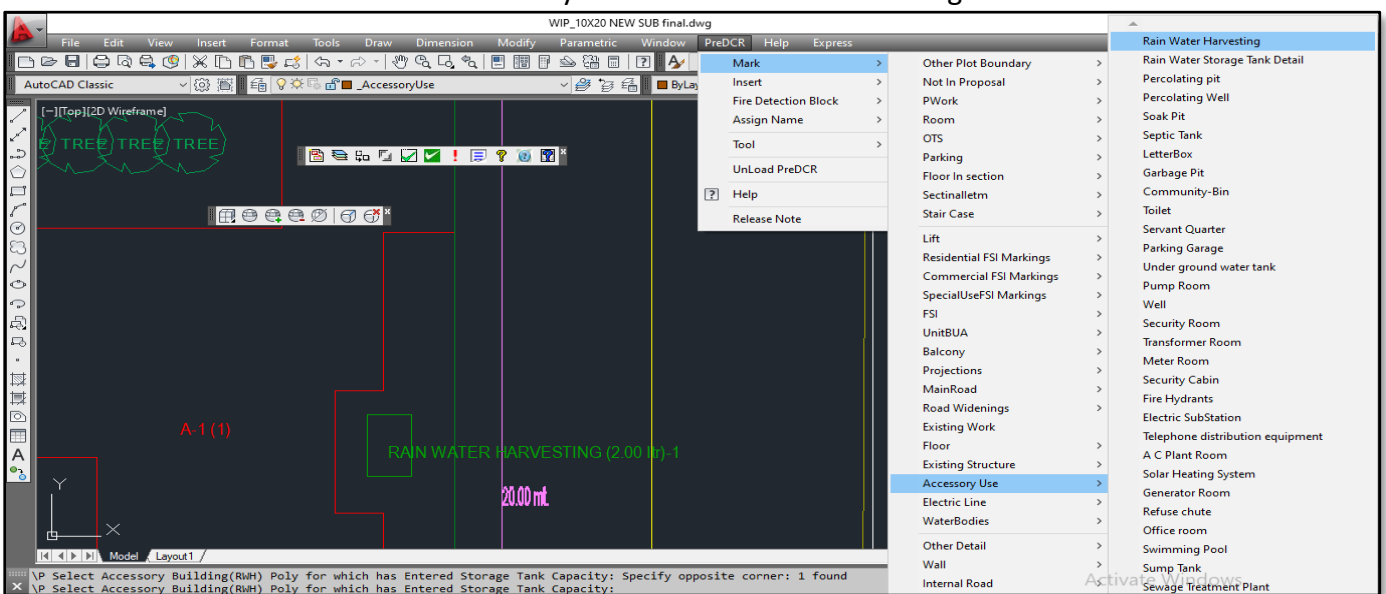 WIP_10X20 NEW SUB final.dwg
File Edit View Insert Format Tools Draw Dimension Modify Parametric Window PreDCR Help Express
AutoCAD Classic
_AccessoryUse
ByLay
[−][Top][2D Wireframe]
TREE TREE TREE
A-1 (1)
RAIN WATER HARVESTING (2.00 ltr)-1
20.00 mt.
Y
X
Model Layout1
\P Select Accessory Building(RWH) Poly for which has Entered Storage Tank Capacity: Specify opposite corner: 1 found
\P Select Accessory Building(RWH) Poly for which has Entered Storage Tank Capacity:
Mark
Insert
Fire Detection Block
Assign Name
Tool
UnLoad PreDCR
Help
Release Note
Other Plot Boundary
Not In Proposal
PWork
Room
OTS
Parking
Floor In section
Sectinalletm
Stair Case
Lift
Residential FSI Markings
Commercial FSI Markings
SpecialUseFSI Markings
FSI
UnitBUA
Balcony
Projections
MainRoad
Road Widenings
Existing Work
Floor
Existing Structure
Accessory Use
Electric Line
WaterBodies
Other Detail
Wall
Internal Road
Rain Water Harvesting
Rain Water Storage Tank Detail
Percolating pit
Percolating Well
Soak Pit
Septic Tank
LetterBox
Garbage Pit
Community-Bin
Toilet
Servant Quarter
Parking Garage
Under ground water tank
Pump Room
Well
Security Room
Transformer Room
Meter Room
Security Cabin
Fire Hydrants
Electric SubStation
Telephone distribution equipment
A C Plant Room
Solar Heating System
Generator Room
Refuse chute
Office room
Swimming Pool
Sump Tank
Sewage Treatment Plant
Activate Windows